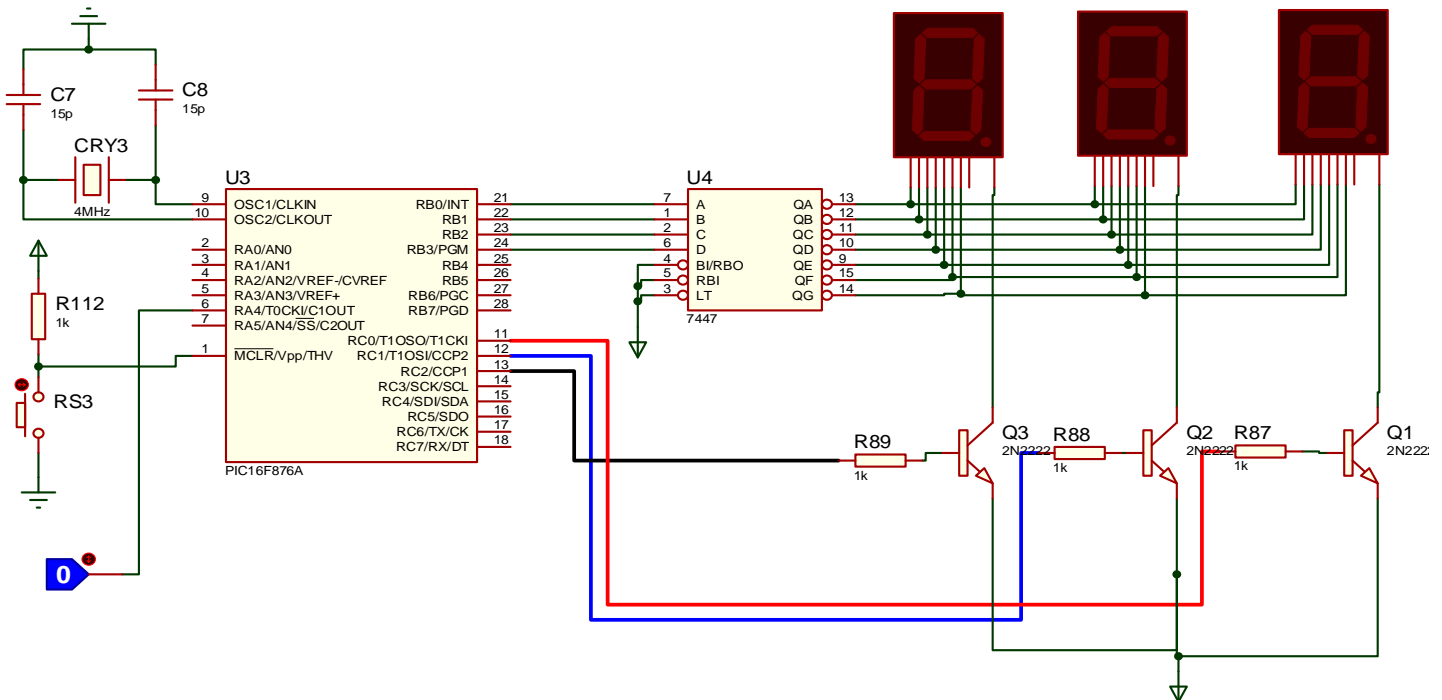 C7
15p
C8
15p
CRY3
4MHz
R112
1k
RS3
0
U3
9 OSC1/CLKIN RB0/INT 21
10 OSC2/CLKOUT RB1 22
RB2 23
2 RA0/AN0 RB3/PGM 24
3 RA1/AN1 RB4 25
4 RA2/AN2/VREF-/CVREF RB5 26
5 RA3/AN3/VREF+ RB6/PGC 27
6 RA4/T0CKI/C1OUT RB7/PGD 28
7 RA5/AN4/SS/C2OUT
RC0/T1OSO/T1CKI 11
1 MCLR/Vpp/THV RC1/T1OSI/CCP2 12
RC2/CCP1 13
RC3/SCK/SCL 14
RC4/SDI/SDA 15
RC5/SDO 16
RC6/TX/CK 17
RC7/RX/DT 18
PIC16F876A
U4
7 A QA 13
1 B QB 12
2 C QC 11
6 D QD 10
4 BI/RBO QE 9
5 RBI QF 15
3 LT QG 14
7447
R89
1k
Q3
2N2222
R88
1k
Q2
2N2222
R87
1k
Q1
2N222